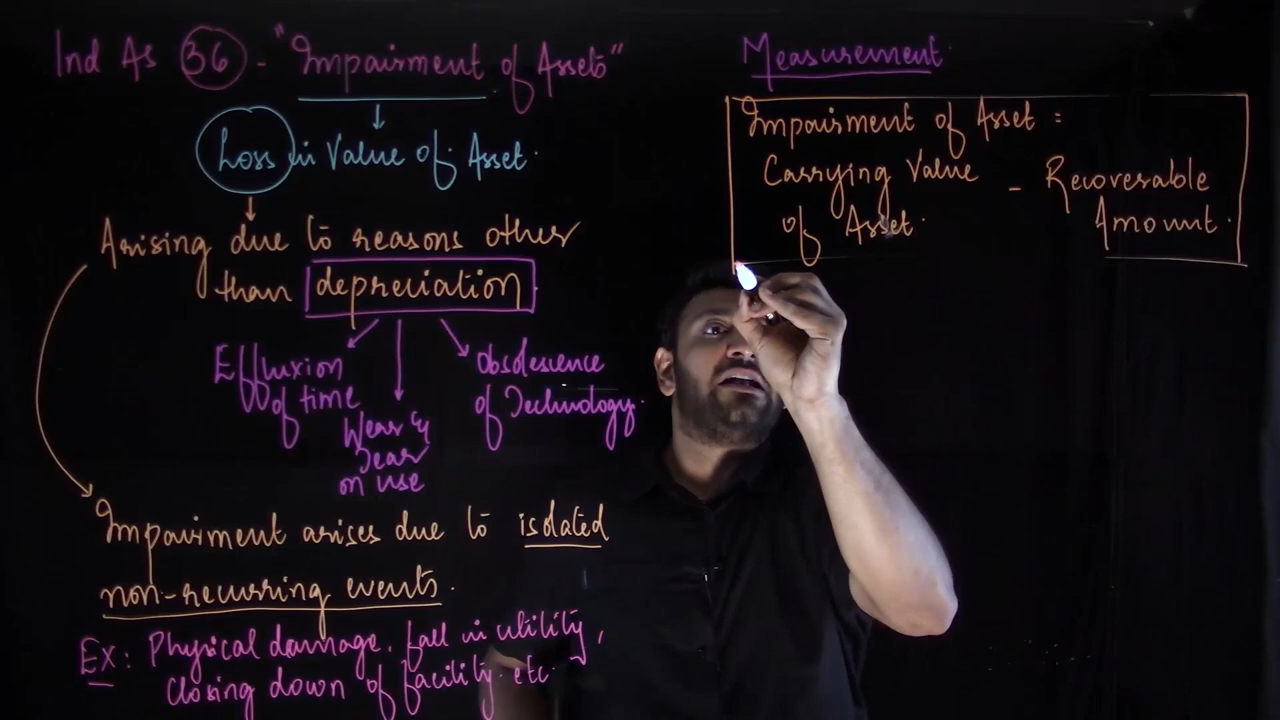 Ind As 36 - "Impairment of Assets"
Loss in Value of Asset.
Arising due to reasons other
than depreciation.
Effluxion
of time
Wear &
Tear
on use
Obsolescence
of Technology.
Impairment arises due to isolated
non-recurring events.
Ex: Physical damage, fall in utility,
Closing down of facility. etc.
Measurement.
Impairment of Asset :
Carrying Value - Recoverable
of Asset. Amount.